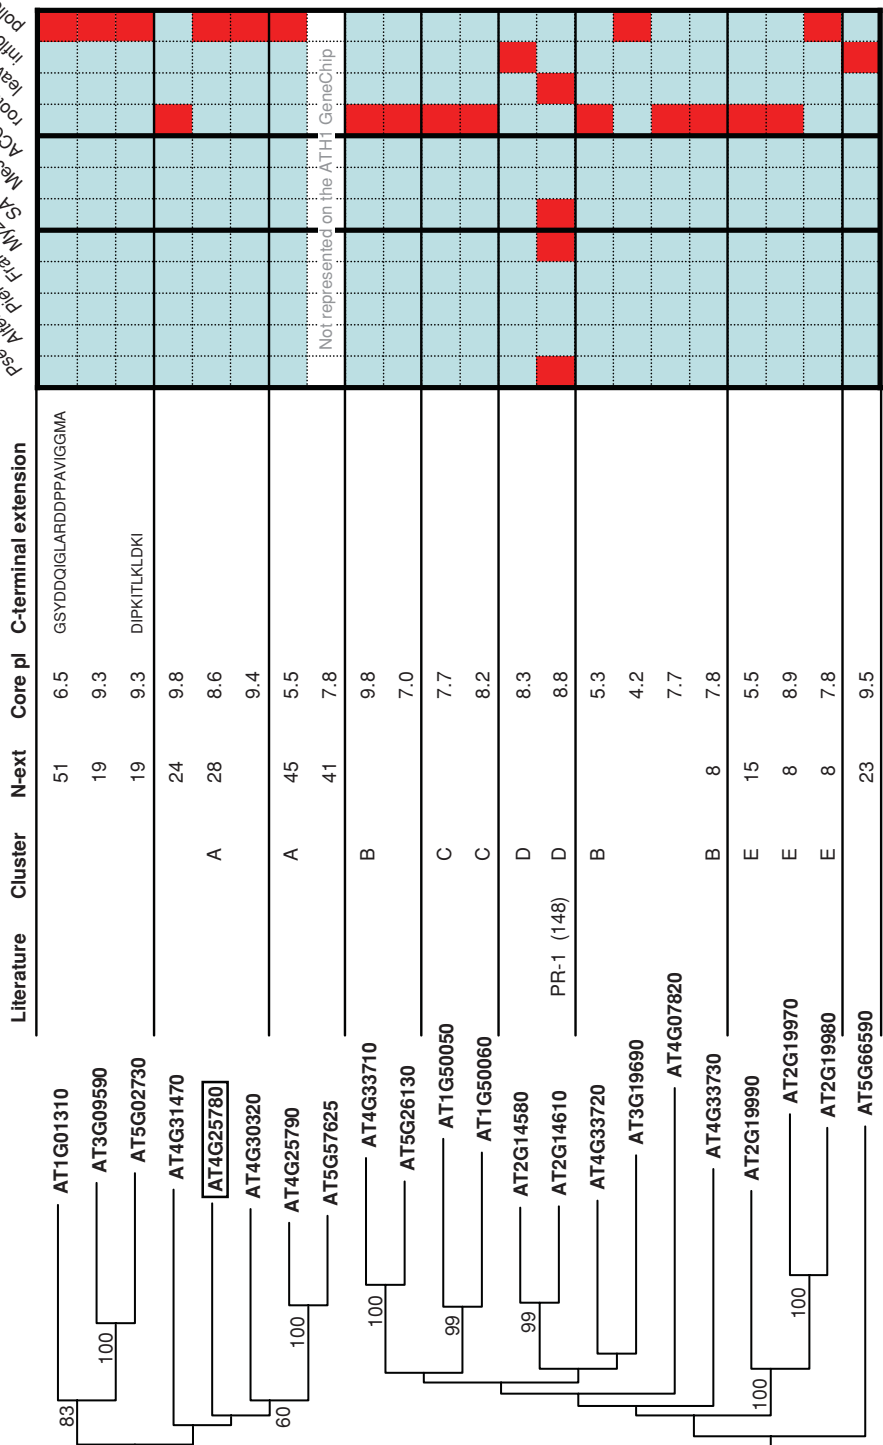 Literature Cluster N-ext Core pI C-terminal extension
AT1G01310 51 6.5 GSYDDQIGLARDDPPAVIGGMA
AT3G09590 19 9.3
AT5G02730 19 9.3 DIPKITLKLDKI
AT4G31470 24 9.8
AT4G25780 A 28 8.6
AT4G30320 9.4
AT4G25790 A 45 5.5
AT5G57625 41 7.8 Not represented on the ATH1 GeneChip
AT4G33710 B 9.8
AT5G26130 7.0
AT1G50050 C 7.7
AT1G50060 C 8.2
AT2G14580 D 8.3
AT2G14610 PR-1 (148) D 8.8
AT4G33720 B 5.3
AT3G19690 4.2
AT4G07820 7.7
AT4G33730 B 8 7.8
AT2G19990 E 15 5.5
AT2G19970 E 8 8.9
AT2G19980 E 8 7.8
AT5G66590 23 9.5
83
100
60
100
100
99
99
100
100
SA